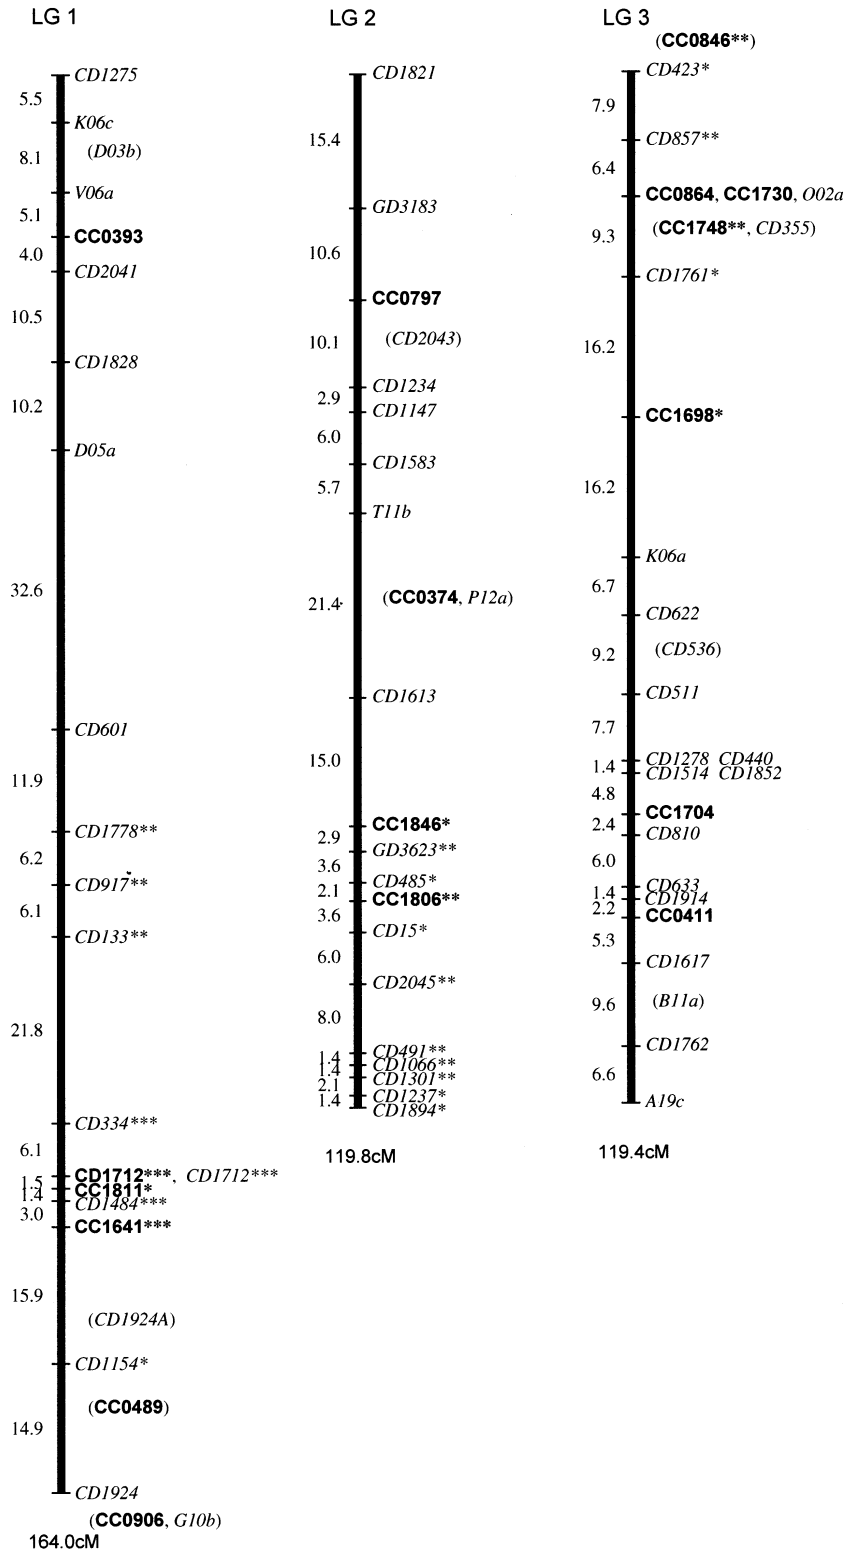 LG 1
CD1275
5.5
K06c
8.1
(D03b)
V06a
5.1
CC0393
4.0
CD2041
10.5
CD1828
10.2
D05a
32.6
CD601
11.9
CD1778**
6.2
CD917**
6.1
CD133**
21.8
CD334***
6.1
CD1712***, CD1712***
1.5
CC1811*
1.4
CD1484***
3.0
CC1641***
15.9
(CD1924A)
CD1154*
(CC0489)
14.9
CD1924
(CC0906, G10b)
164.0cM
LG 2
CD1821
15.4
GD3183
10.6
CC0797
10.1
(CD2043)
CD1234
2.9
CD1147
6.0
CD1583
5.7
T11b
21.4
(CC0374, P12a)
CD1613
15.0
CC1846*
2.9
GD3623**
3.6
CD485*
2.1
CC1806**
3.6
CD15*
6.0
CD2045**
8.0
CD491**
1.4
CD1066**
1.4
CD1301**
2.1
CD1237*
1.4
CD1894*
119.8cM
LG 3
(CC0846**)
CD423*
7.9
CD857**
6.4
CC0864, CC1730, O02a
9.3
(CC1748**, CD355)
CD1761*
16.2
CC1698*
16.2
K06a
6.7
CD622
9.2
(CD536)
CD511
7.7
CD1278 CD440
1.4
CD1514 CD1852
4.8
CC1704
2.4
CD810
6.0
CD633
1.4
CD1914
2.2
CC0411
5.3
CD1617
9.6
(B11a)
CD1762
6.6
A19c
119.4cM